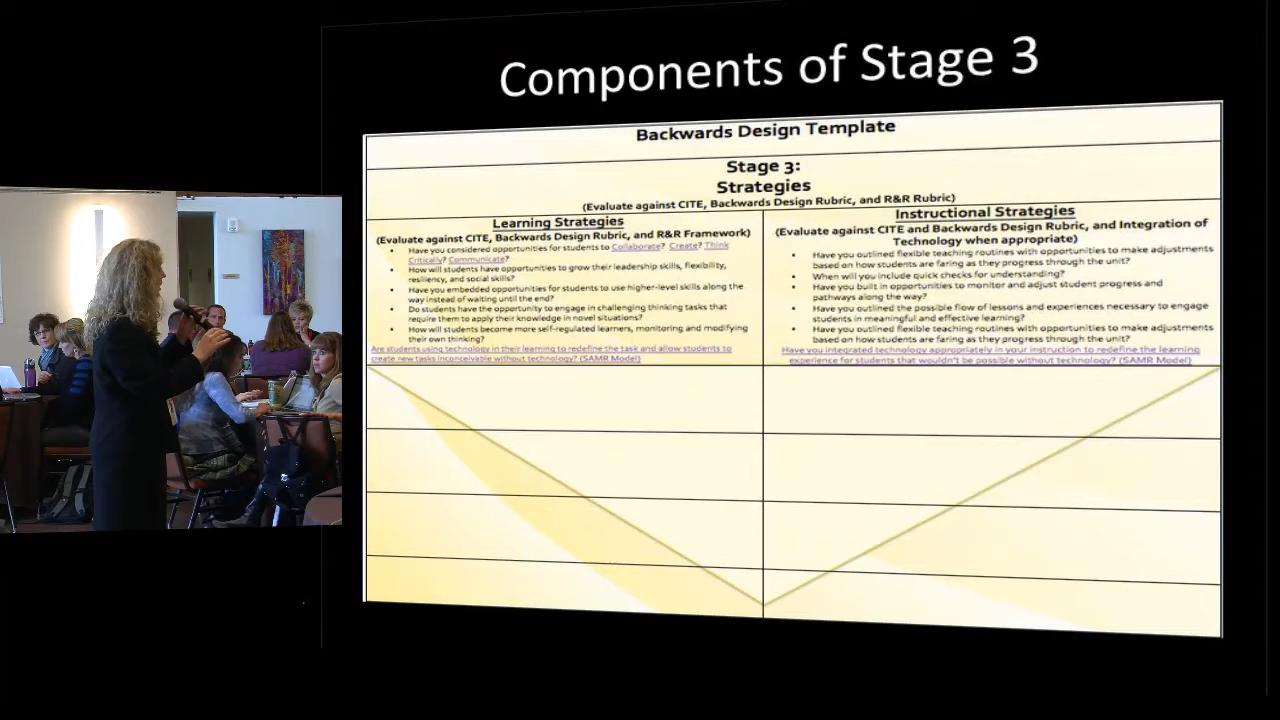 Components of Stage 3
Backwards Design Template
Stage 3:
Strategies
(Evaluate against CITE, Backwards Design Rubric, and R&R Rubric)
Learning Strategies
(Evaluate against CITE, Backwards Design Rubric, and R&R Framework)
• Have you considered opportunities for students to Collaborate? Create? Think
Critically? Communicate?
• How will students have opportunities to grow their leadership skills, flexibility,
resiliency, and social skills?
• Have you embedded opportunities for students to use higher-level skills along the
way instead of waiting until the end?
• Do students have the opportunity to engage in challenging thinking tasks that
require them to apply their knowledge in novel situations?
• How will students become more self-regulated learners, monitoring and modifying
their own thinking?
Are students using technology in their learning to redefine the task and allow students to
create new tasks inconceivable without technology? (SAMR Model)
Instructional Strategies
(Evaluate against CITE and Backwards Design Rubric, and Integration of
Technology when appropriate)
• Have you outlined flexible teaching routines with opportunities to make adjustments
based on how students are faring as they progress through the unit?
• When will you include quick checks for understanding?
• Have you built in opportunities to monitor and adjust student progress and
pathways along the way?
• Have you outlined the possible flow of lessons and experiences necessary to engage
students in meaningful and effective learning?
• Have you outlined flexible teaching routines with opportunities to make adjustments
based on how students are faring as they progress through the unit?
Have you integrated technology appropriately in your instruction to redefine the learning
experience for students that wouldn't be possible without technology? (SAMR Model)